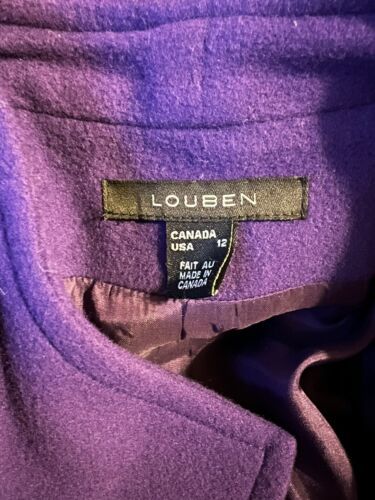 LOUBEN
CANADA
USA 12
FAIT AU
MADE IN
CANADA